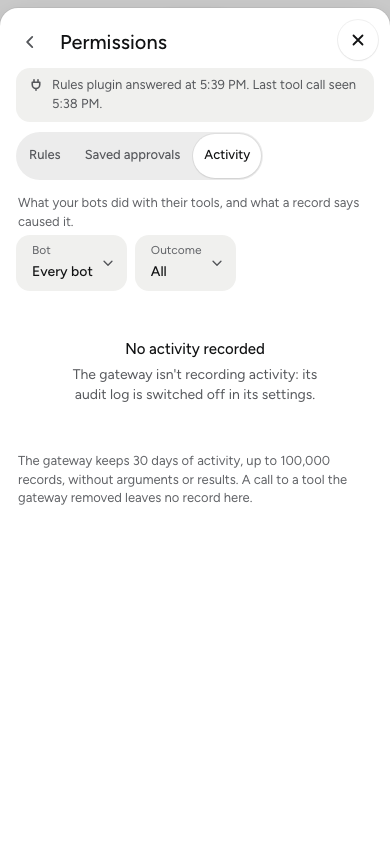 Permissions
Rules plugin answered at 5:39 PM. Last tool call seen
5:38 PM.
Rules
Saved approvals
Activity
What your bots did with their tools, and what a record says
caused it.
Bot
Every bot
Outcome
All
No activity recorded
The gateway isn't recording activity: its
audit log is switched off in its settings.
The gateway keeps 30 days of activity, up to 100,000
records, without arguments or results. A call to a tool the
gateway removed leaves no record here.